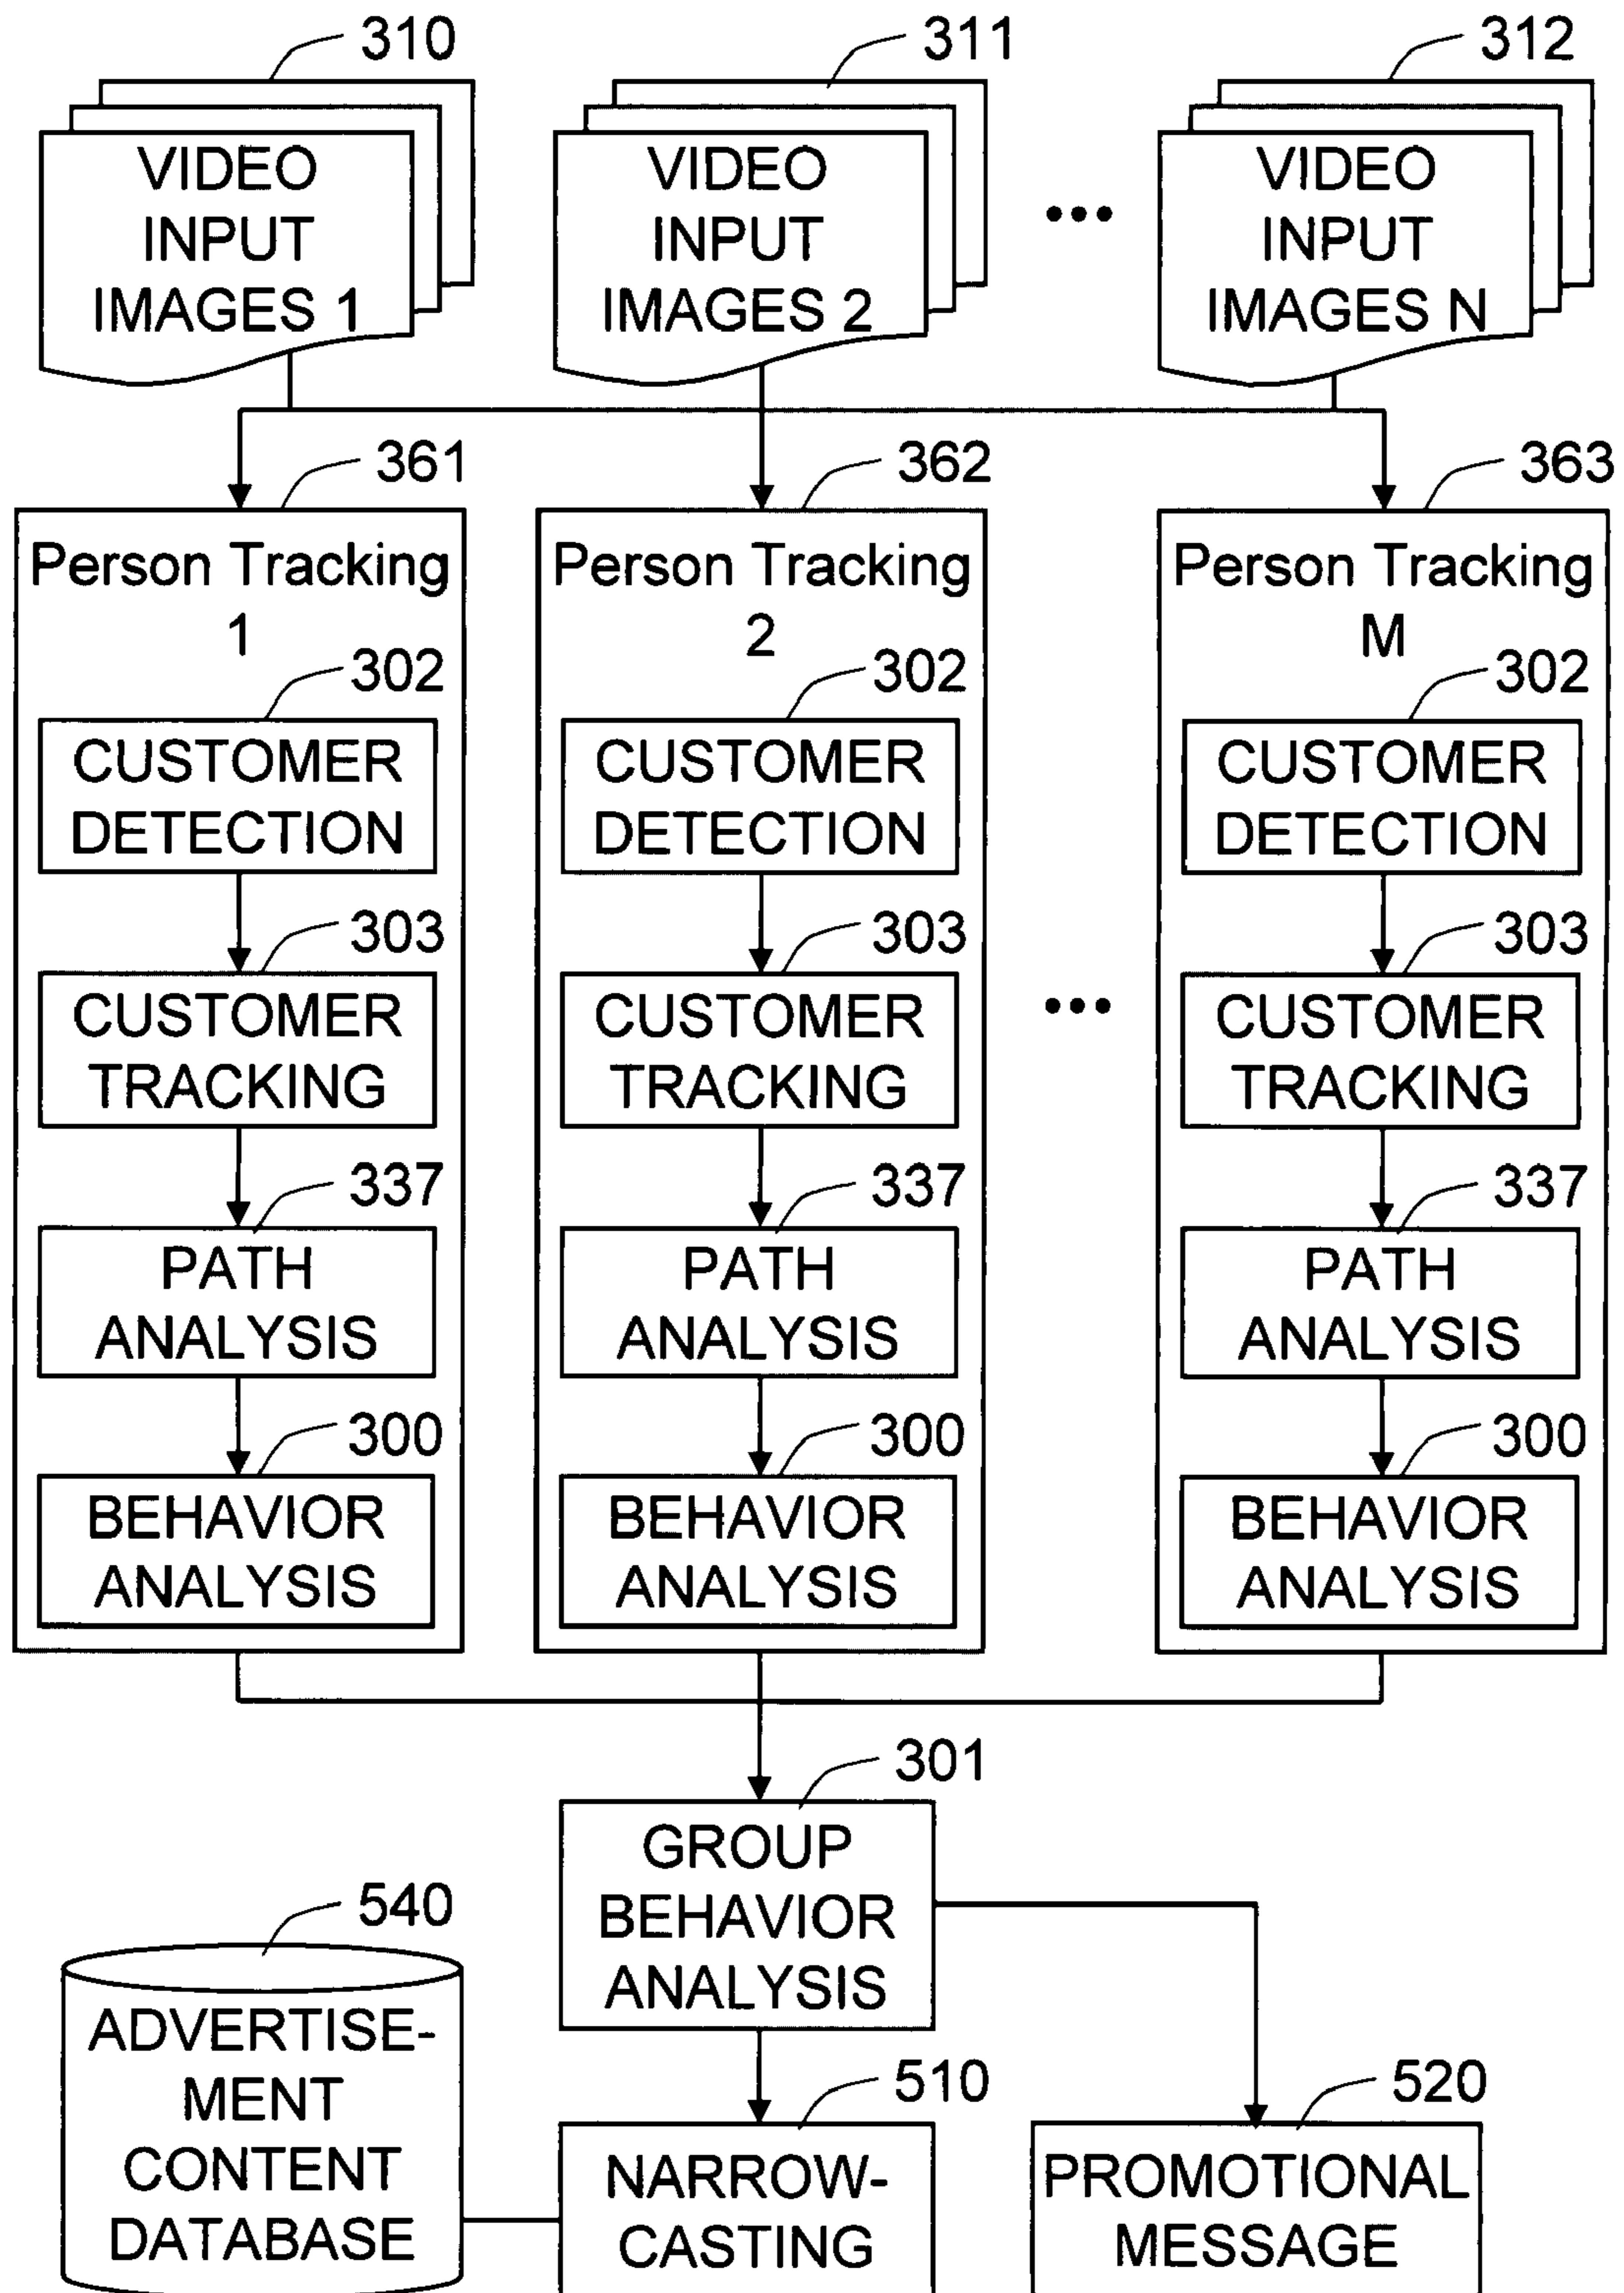 310
311
312
VIDEO
INPUT
IMAGES 1
VIDEO
INPUT
IMAGES 2
...
VIDEO
INPUT
IMAGES N
361
362
363
Person Tracking
1
302
CUSTOMER
DETECTION
303
CUSTOMER
TRACKING
337
PATH
ANALYSIS
300
BEHAVIOR
ANALYSIS
Person Tracking
2
302
CUSTOMER
DETECTION
303
CUSTOMER
TRACKING
337
PATH
ANALYSIS
300
BEHAVIOR
ANALYSIS
...
Person Tracking
M
302
CUSTOMER
DETECTION
303
CUSTOMER
TRACKING
337
PATH
ANALYSIS
300
BEHAVIOR
ANALYSIS
301
GROUP
BEHAVIOR
ANALYSIS
540
ADVERTISE-
MENT
CONTENT
DATABASE
510
NARROW-
CASTING
520
PROMOTIONAL
MESSAGE